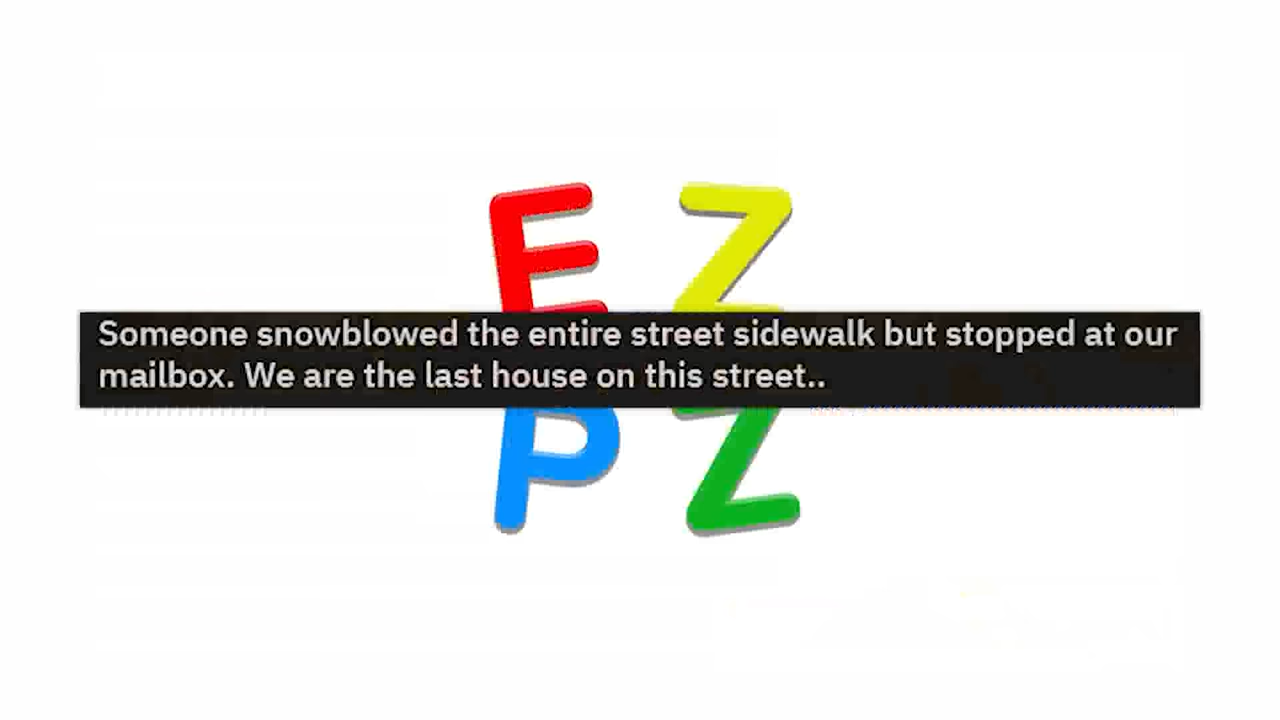 E Z
Someone snowblowed the entire street sidewalk but stopped at our
mailbox. We are the last house on this street..
P Z